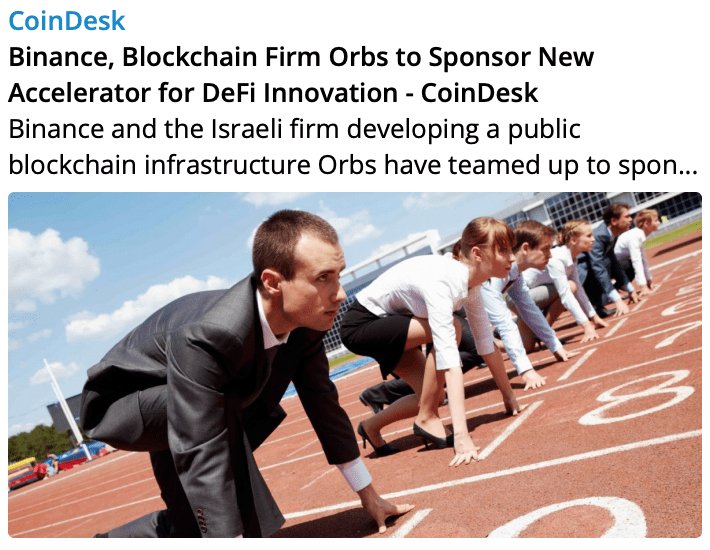 CoinDesk
Binance, Blockchain Firm Orbs to Sponsor New
Accelerator for DeFi Innovation - CoinDesk
Binance and the Israeli firm developing a public
blockchain infrastructure Orbs have teamed up to spon...
8